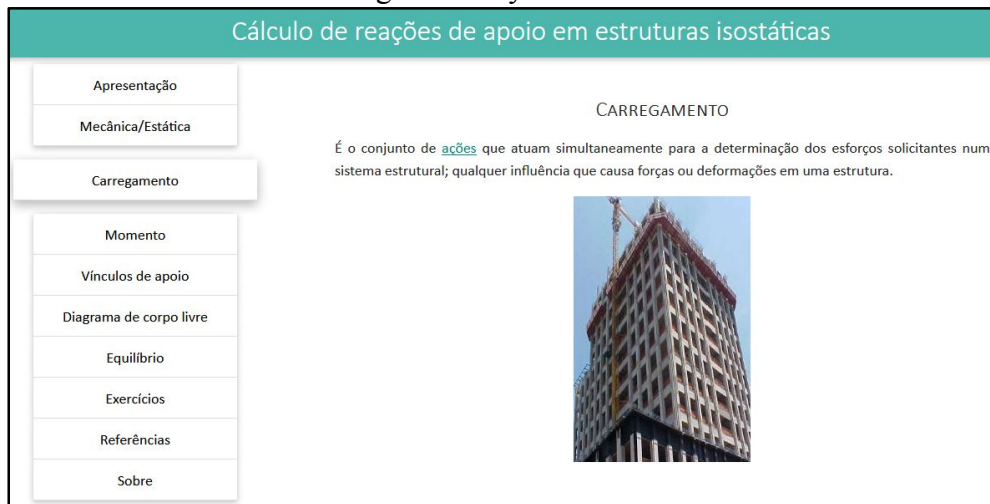 Cálculo de reações de apoio em estruturas isostáticas
Apresentação
Mecânica/Estática
Carregamento
Momento
Vínculos de apoio
Diagrama de corpo livre
Equilíbrio
Exercícios
Referências
Sobre
CARREGAMENTO
É o conjunto de ações que atuam simultaneamente para a determinação dos esforços solicitantes num
sistema estrutural; qualquer influência que causa forças ou deformações em uma estrutura.